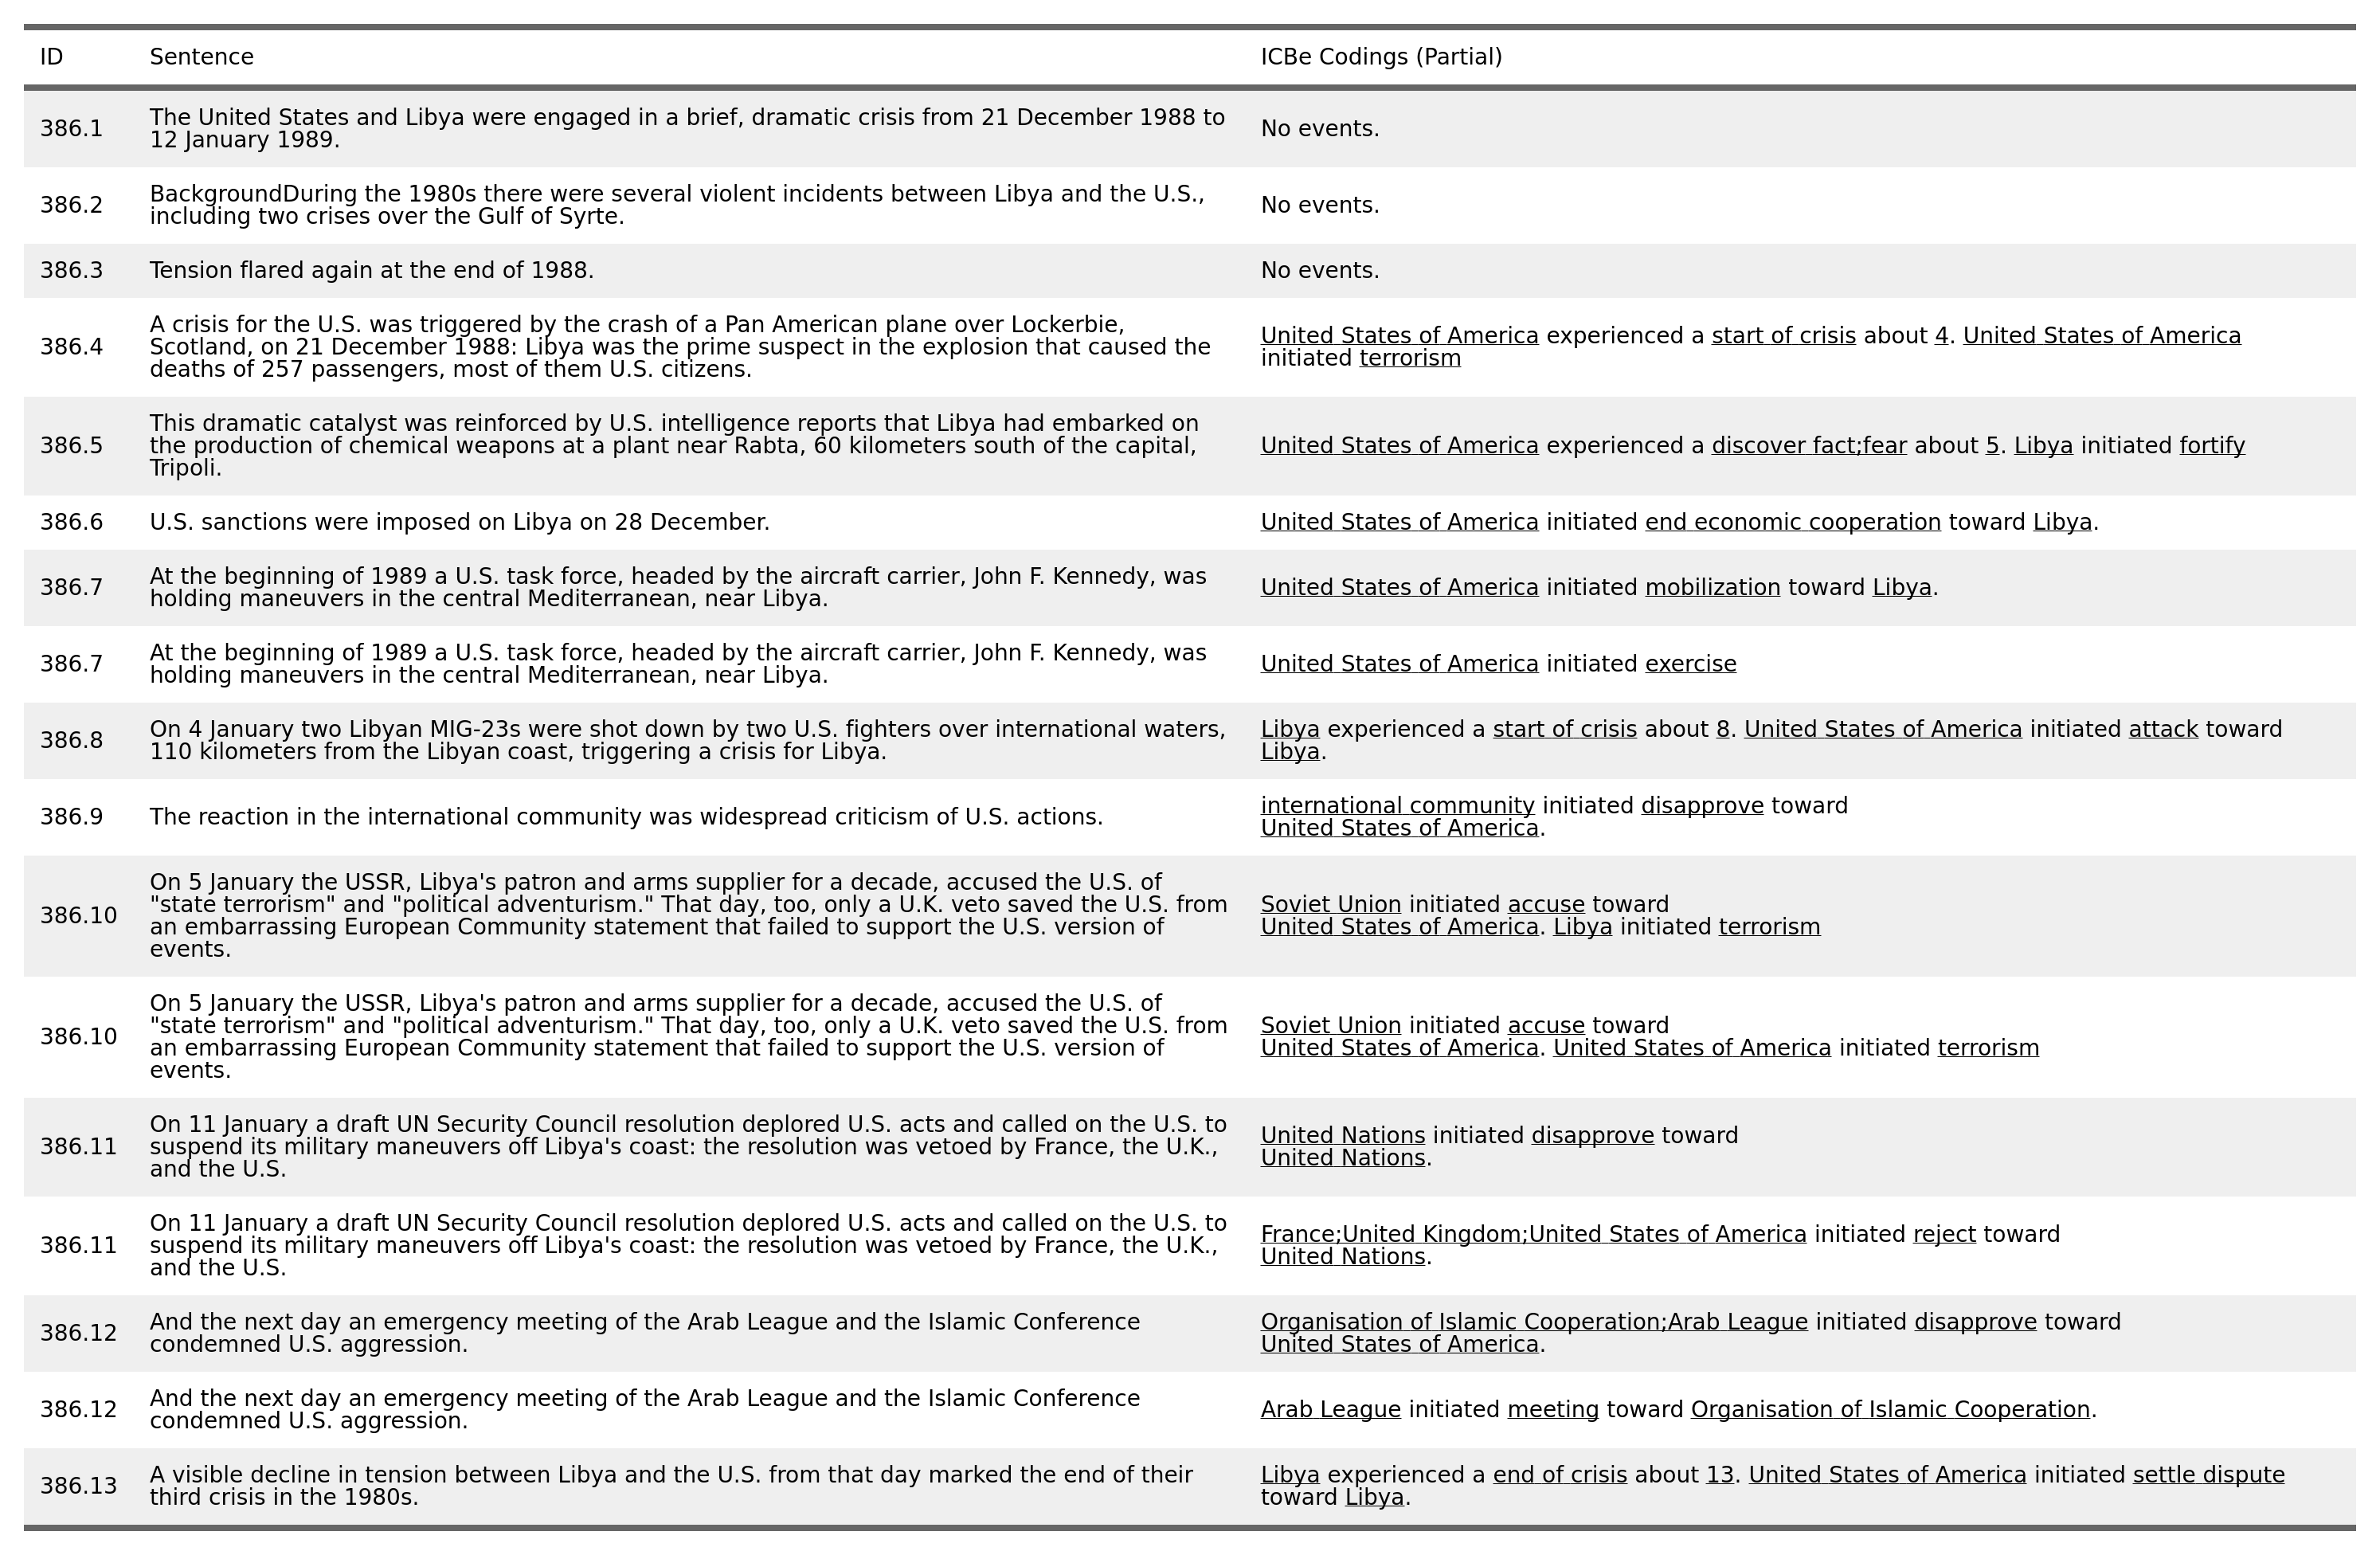 ID Sentence ICBe Codings (Partial)
386.1 The United States and Libya were engaged in a brief, dramatic crisis from 21 December 1988 to
12 January 1989.
No events.
386.2 BackgroundDuring the 1980s there were several violent incidents between Libya and the U.S.,
including two crises over the Gulf of Syrte.
No events.
386.3 Tension flared again at the end of 1988. No events.
386.4 A crisis for the U.S. was triggered by the crash of a Pan American plane over Lockerbie,
Scotland, on 21 December 1988: Libya was the prime suspect in the explosion that caused the
deaths of 257 passengers, most of them U.S. citizens.
United States of America experienced a start of crisis about 4. United States of America
initiated terrorism
386.5 This dramatic catalyst was reinforced by U.S. intelligence reports that Libya had embarked on
the production of chemical weapons at a plant near Rabta, 60 kilometers south of the capital,
Tripoli.
United States of America experienced a discover fact;fear about 5. Libya initiated fortify
386.6 U.S. sanctions were imposed on Libya on 28 December. United States of America initiated end economic cooperation toward Libya.
386.7 At the beginning of 1989 a U.S. task force, headed by the aircraft carrier, John F. Kennedy, was
holding maneuvers in the central Mediterranean, near Libya.
United States of America initiated mobilization toward Libya.
386.7 At the beginning of 1989 a U.S. task force, headed by the aircraft carrier, John F. Kennedy, was
holding maneuvers in the central Mediterranean, near Libya.
United States of America initiated exercise
386.8 On 4 January two Libyan MIG-23s were shot down by two U.S. fighters over international waters,
110 kilometers from the Libyan coast, triggering a crisis for Libya.
Libya experienced a start of crisis about 8. United States of America initiated attack toward
Libya.
386.9 The reaction in the international community was widespread criticism of U.S. actions.
international community initiated disapprove toward
United States of America.
386.10 On 5 January the USSR, Libya's patron and arms supplier for a decade, accused the U.S. of
"state terrorism" and "political adventurism." That day, too, only a U.K. veto saved the U.S. from
an embarrassing European Community statement that failed to support the U.S. version of
events.
Soviet Union initiated accuse toward
United States of America. Libya initiated terrorism
386.10 On 5 January the USSR, Libya's patron and arms supplier for a decade, accused the U.S. of
"state terrorism" and "political adventurism." That day, too, only a U.K. veto saved the U.S. from
an embarrassing European Community statement that failed to support the U.S. version of
events.
Soviet Union initiated accuse toward
United States of America. United States of America initiated terrorism
386.11 On 11 January a draft UN Security Council resolution deplored U.S. acts and called on the U.S. to
suspend its military maneuvers off Libya's coast: the resolution was vetoed by France, the U.K.,
and the U.S.
United Nations initiated disapprove toward
United Nations.
386.11 On 11 January a draft UN Security Council resolution deplored U.S. acts and called on the U.S. to
suspend its military maneuvers off Libya's coast: the resolution was vetoed by France, the U.K.,
and the U.S.
France;United Kingdom;United States of America initiated reject toward
United Nations.
386.12 And the next day an emergency meeting of the Arab League and the Islamic Conference
condemned U.S. aggression.
Organisation of Islamic Cooperation;Arab League initiated disapprove toward
United States of America.
386.12 And the next day an emergency meeting of the Arab League and the Islamic Conference
condemned U.S. aggression.
Arab League initiated meeting toward Organisation of Islamic Cooperation.
386.13 A visible decline in tension between Libya and the U.S. from that day marked the end of their
third crisis in the 1980s.
Libya experienced a end of crisis about 13. United States of America initiated settle dispute
toward Libya.